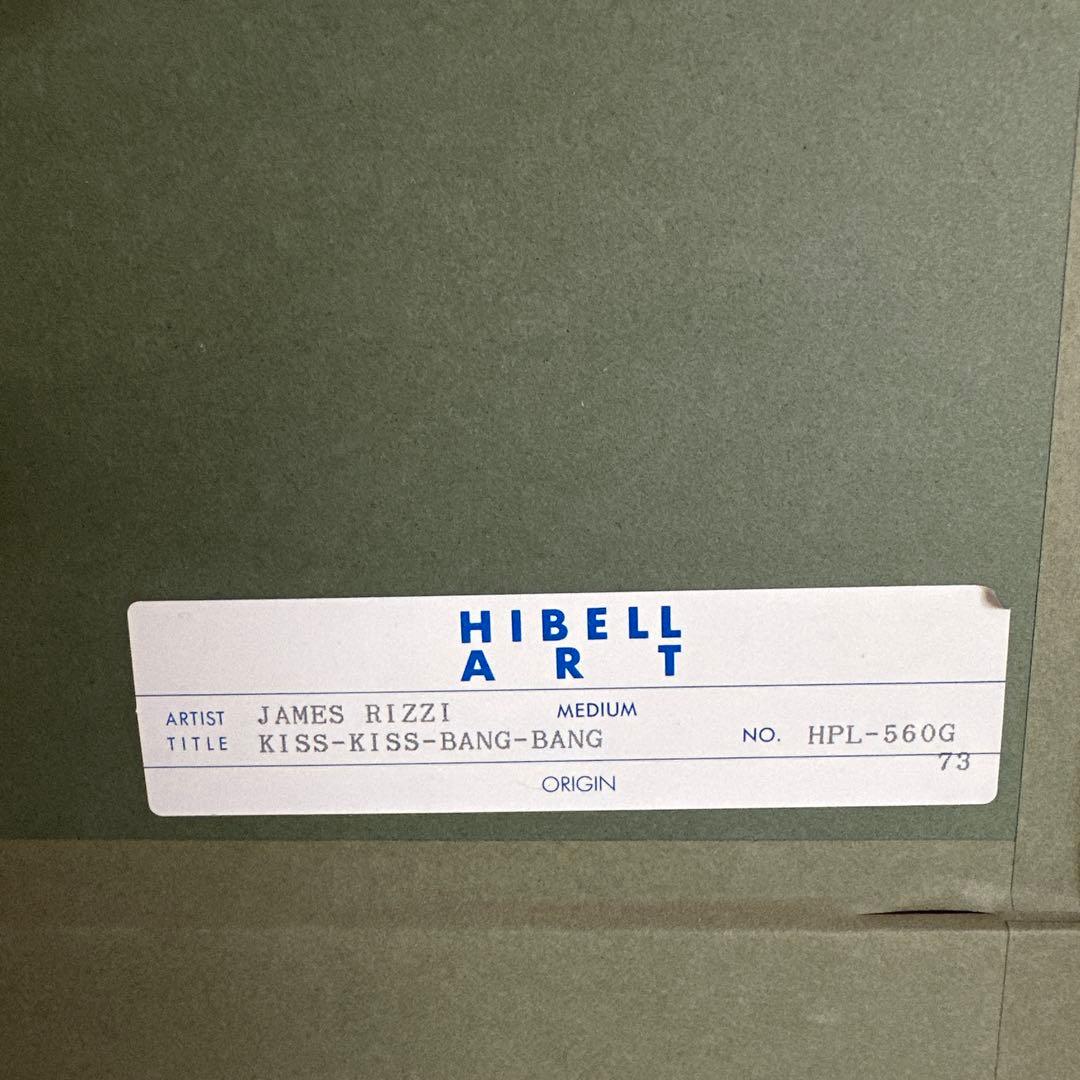 HIBELL
ART
ARTIST JAMES RIZZI MEDIUM
TITLE KISS-KISS-BANG-BANG NO. HPL-560G
73
ORIGIN